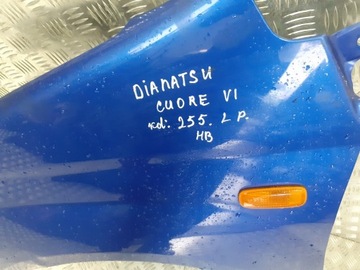 DIAHATSU
CUORE VI
kol: 255. L P.
HB